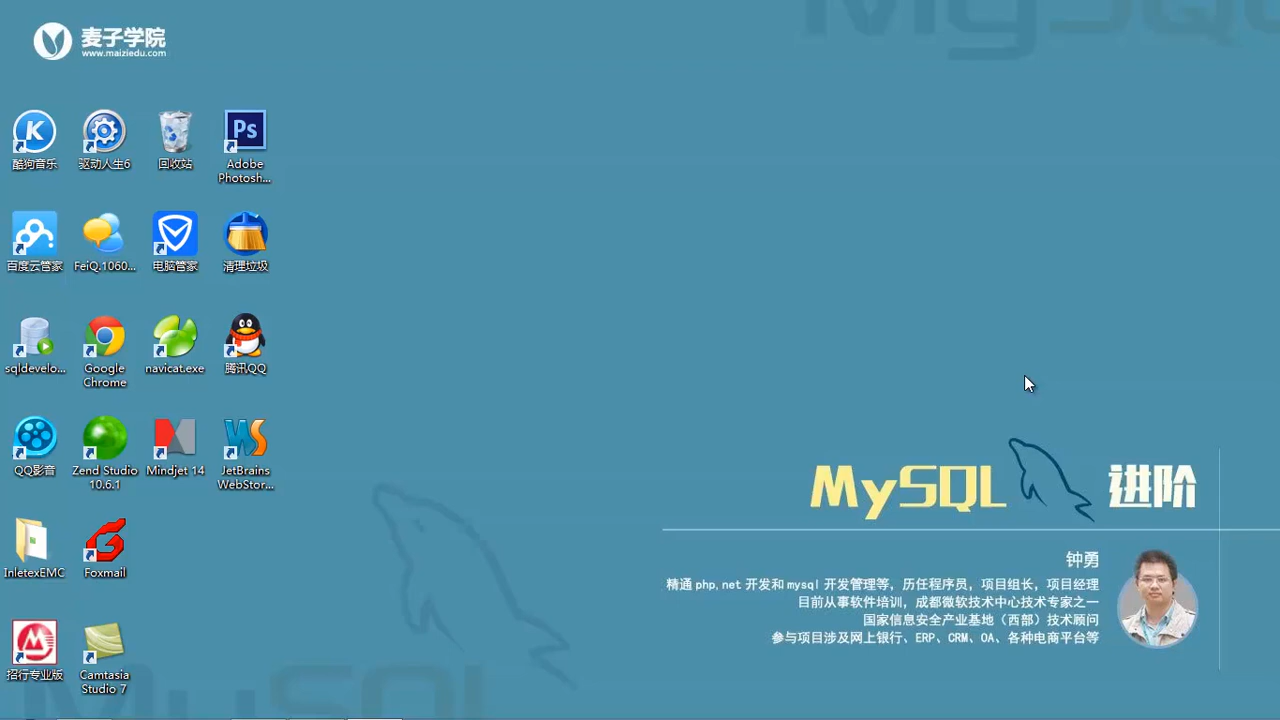 麦子学院
www.maiziedu.com
MySQL
酷狗音乐
驱动人生6
回收站
Adobe
Photosh...
百度云管家
FeiQ.1060...
电脑管家
清理垃圾
sqldevelo...
Google
Chrome
navicat.exe
腾讯QQ
QQ影音
Zend Studio
10.6.1
Mindjet 14
JetBrains
WebStor...
InletexEMC
Foxmail
招行专业版
Camtasia
Studio 7
MySQL 进阶
钟勇
精通php,net开发和mysql开发管理等，历任程序员，项目组长，项目经理
目前从事软件培训，成都微软技术中心技术专家之一
国家信息安全产业基地（西部）技术顾问
参与项目涉及网上银行、ERP、CRM、OA、各种电商平台等
MySQL